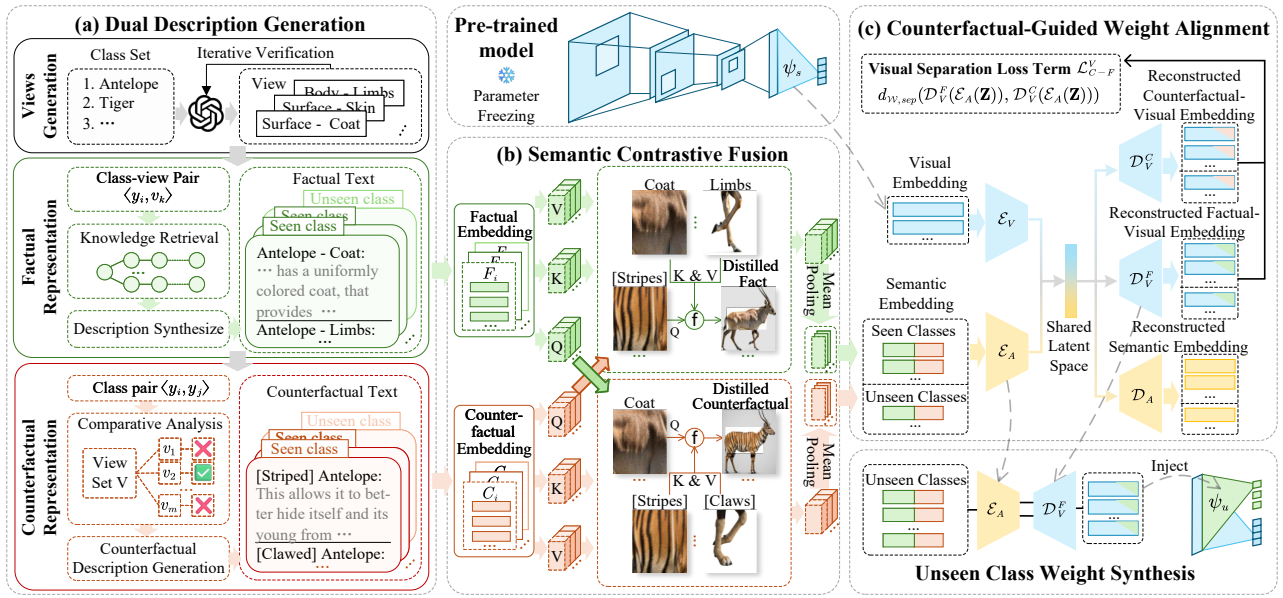 (a) Dual Description Generation
Views
Generation
Class Set
1. Antelope
2. Tiger
3. ···
Iterative Verification
View
Body - Limbs
Surface - Skin
Surface - Coat
Factual
Representation
Class-view Pair
⟨y_i, v_k⟩
Knowledge Retrieval
···
Description Synthesize
Factual Text
Unseen class
Seen class
Seen class
Antelope - Coat:
··· has a uniformly
colored coat, that
provides ···
Antelope - Limbs:
···
Counterfactual
Representation
Class pair ⟨y_i, y_j⟩
Comparative Analysis
View
Set V
v_1
v_2
v_m
Counterfactual
Description Generation
Counterfactual Text
Unseen class
Seen class
Seen class
[Striped] Antelope:
This allows it to bet-
ter hide itself and its
young from ···
[Clawed] Antelope:
···
Pre-trained
model
Parameter
Freezing
ψ_s
(b) Semantic Contrastive Fusion
Factual
Embedding
F
F
F_i
···
V
K
Q
Coat
Limbs
[Stripes]
K & V
Distilled
Fact
Q
f
Mean
Pooling
Counter-
factual
Embedding
C
C
C_i
···
Q
K
V
Coat
Distilled
Counterfactual
Q
f
K & V
[Stripes]
[Claws]
Mean
Pooling
(c) Counterfactual-Guided Weight Alignment
Visual Separation Loss Term 𝓛^V_{C−F}
d_{𝒲,sep}(𝒟^F_V(ℰ_A(𝐙)), 𝒟^C_V(ℰ_A(𝐙)))
Reconstructed
Counterfactual-
Visual Embedding
𝒟^C_V
···
Visual
Embedding
···
ℰ_V
Reconstructed Factual-
Visual Embedding
𝒟^F_V
···
Semantic
Embedding
Seen Classes
···
Unseen Classes
···
ℰ_A
Shared
Latent
Space
Reconstructed
Semantic Embedding
𝒟_A
···
Unseen Classes
···
ℰ_A
𝒟^F_V
···
Inject
ψ_u
Unseen Class Weight Synthesis